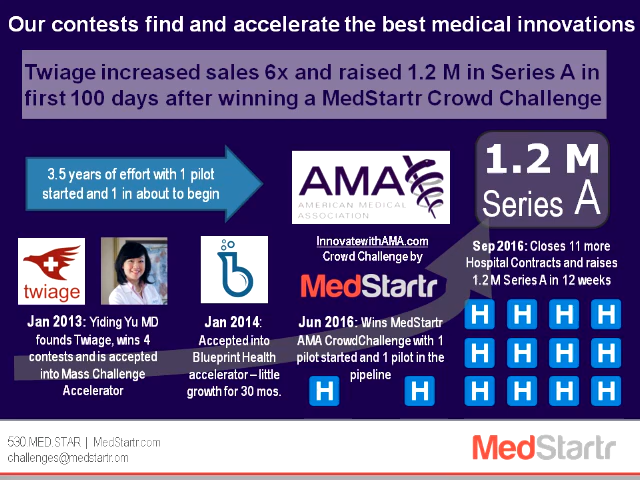 Our contests find and accelerate the best medical innovations
Twiage increased sales 6x and raised 1.2 M in Series A in
first 100 days after winning a MedStartr Crowd Challenge
3.5 years of effort with 1 pilot
started and 1 in about to begin
AMA
AMERICAN MEDICAL
ASSOCIATION
1.2 M
Series A
InnovatewithAMA.com
Crowd Challenge by
MedStartr
Sep 2016: Closes 11 more
Hospital Contracts and raises
1.2 M Series A in 12 weeks
twiage
b
Jan 2013: Yiding Yu MD
founds Twiage, wins 4
contests and is accepted
into Mass Challenge
Accelerator
Jan 2014:
Accepted into
Blueprint Health
accelerator – little
growth for 30 mos.
Jun 2016: Wins MedStartr
AMA CrowdChallenge with 1
pilot started and 1 pilot in the
pipeline
H H
H H H H
H H H H
H H H H
530 MED.STAR | MedStartr.com
challenges@medstartr.om
MedStartr